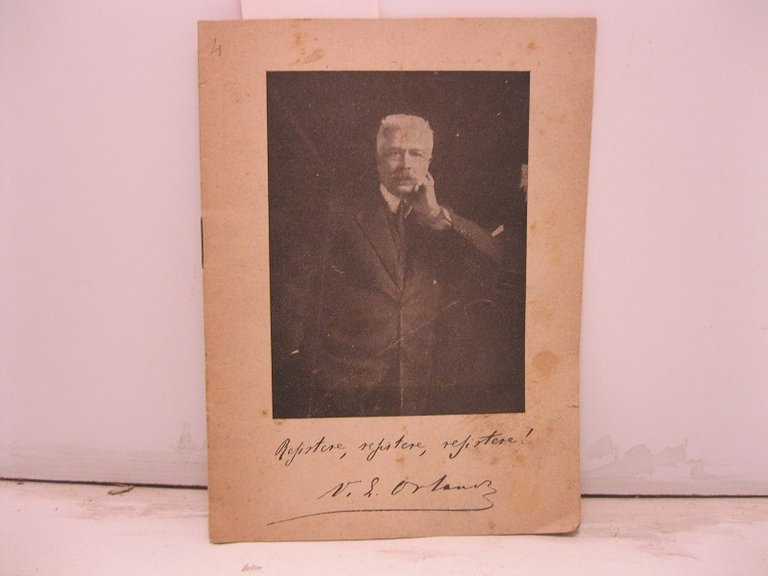 4
Resistere, resistere, resistere!
V. E. Orlando